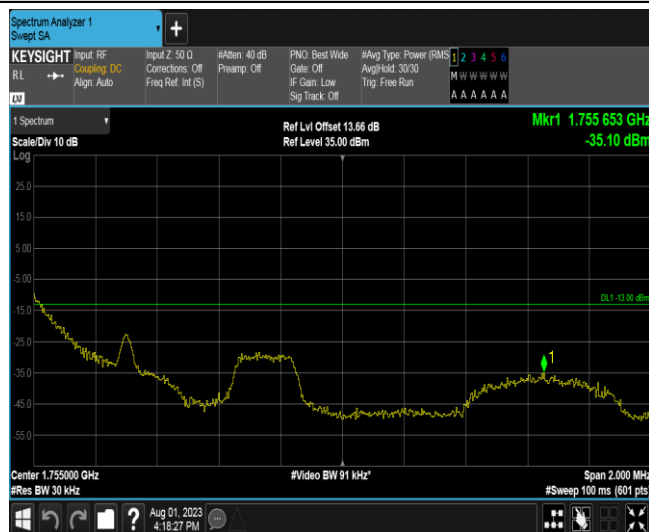 Spectrum Analyzer 1
Swept SA
+
KEYSIGHT
RL
LXI
Input: RF
Coupling: DC
Align: Auto
Input Z: 50 Ω
Corrections: Off
Freq Ref: Int (S)
#Atten: 40 dB
Preamp: Off
PNO: Best Wide
Gate: Off
IF Gain: Low
Sig Track: Off
#Avg Type: Power (RMS
Avg|Hold: 30/30
Trig: Free Run
1 2 3 4 5 6
M W W W W W
A A A A A A
1 Spectrum
Scale/Div 10 dB
Log
Ref Lvl Offset 13.66 dB
Ref Level 35.00 dBm
Mkr1 1.755 653 GHz
-35.10 dBm
25.0
15.0
5.00
-5.00
DL1 -13.00 dBm
-15.0
-25.0
-35.0
1
-45.0
-55.0
Center 1.755000 GHz
#Res BW 30 kHz
#Video BW 91 kHz*
Span 2.000 MHz
#Sweep 100 ms (601 pts)
?
Aug 01, 2023
4:18:27 PM